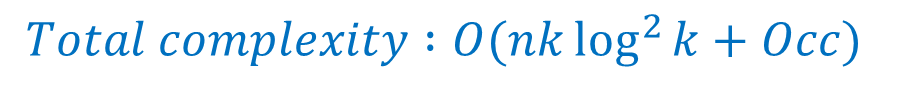 Total complexity : O(nk log² k + Occ)